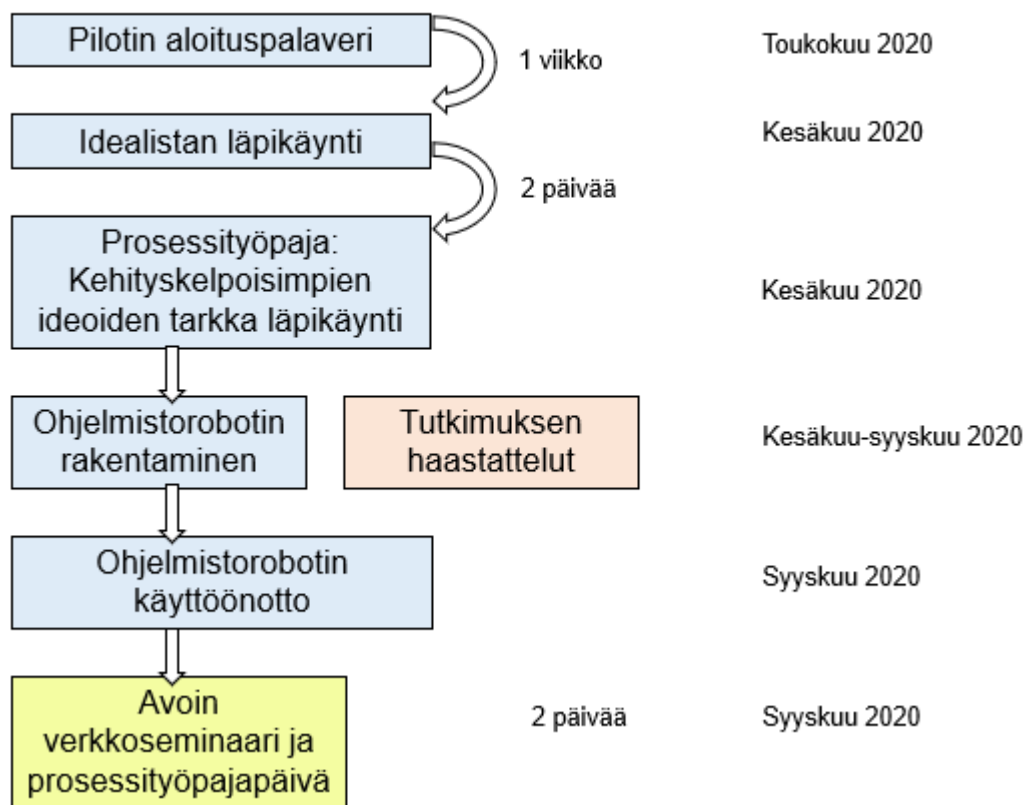 Pilotin aloituspalaveri
1 viikko
Toukokuu 2020
Idealistan läpikäynti
Kesäkuu 2020
2 päivää
Prosessityöpaja:
Kehityskelpoisimpien
ideoiden tarkka läpikäynti
Kesäkuu 2020
Ohjelmistorobotin
rakentaminen
Tutkimuksen
haastattelut
Kesäkuu-syyskuu 2020
Ohjelmistorobotin
käyttöönotto
Syyskuu 2020
Avoin
verkkoseminaari ja
prosessityöpajapäivä
2 päivää
Syyskuu 2020